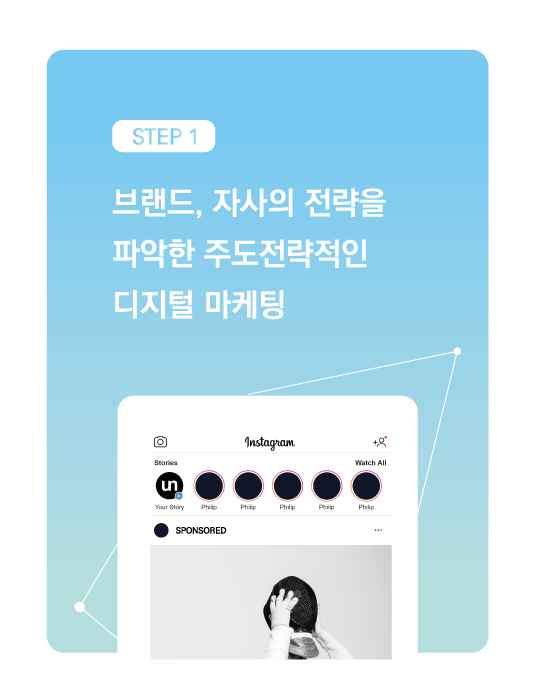 STEP 1
브랜드, 자사의 전략을
파악한 주도전략적인
디지털 마케팅
Instagram
Stories
Watch All
un
Your Story Philip Philip Philip Philip Philip
SPONSORED